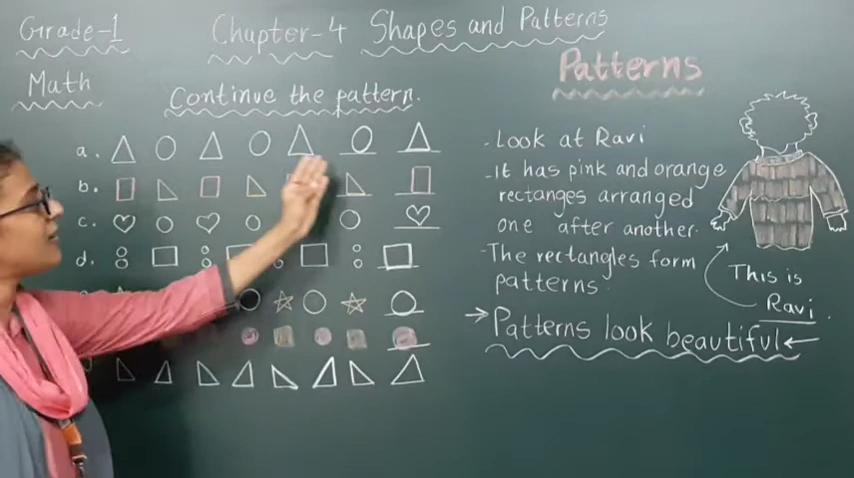 Grade-1
Chapter-4 Shapes and Patterns
Math
Patterns
Continue the pattern.
a.
b.
c.
d.
- Look at Ravi
- It has pink and orange
rectanges arranged
one after another.
- The rectangles form
patterns.
This is
Ravi.
→ Patterns look beautiful ←